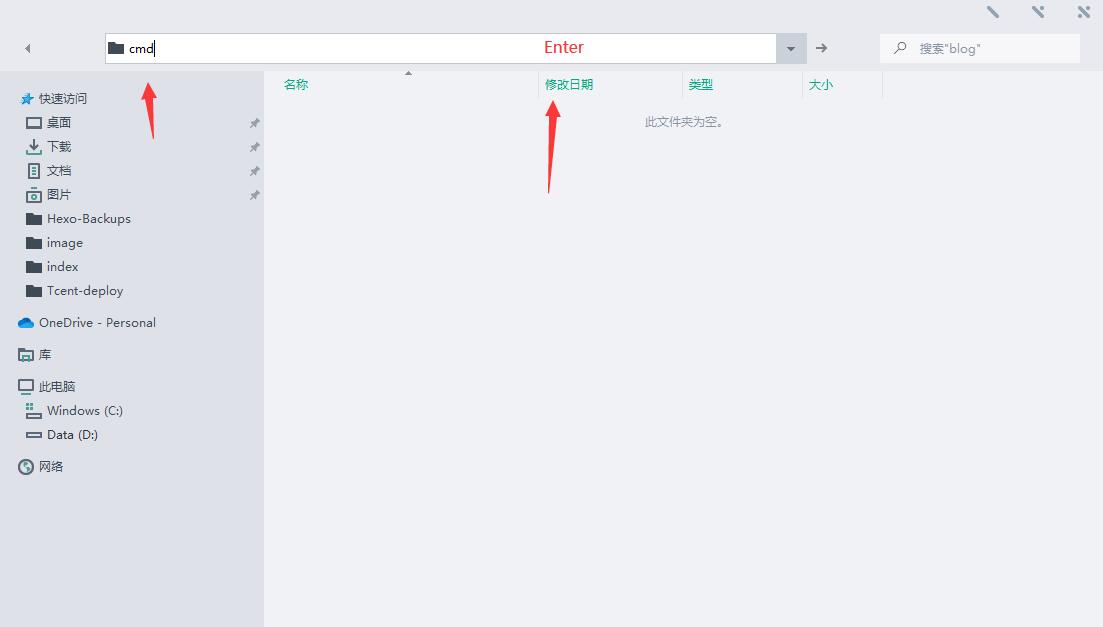 cmd
Enter
搜索"blog"
名称
修改日期
类型
大小
此文件夹为空。
快速访问
桌面
下载
文档
图片
Hexo-Backups
image
index
Tcent-deploy
OneDrive - Personal
库
此电脑
Windows (C:)
Data (D:)
网络